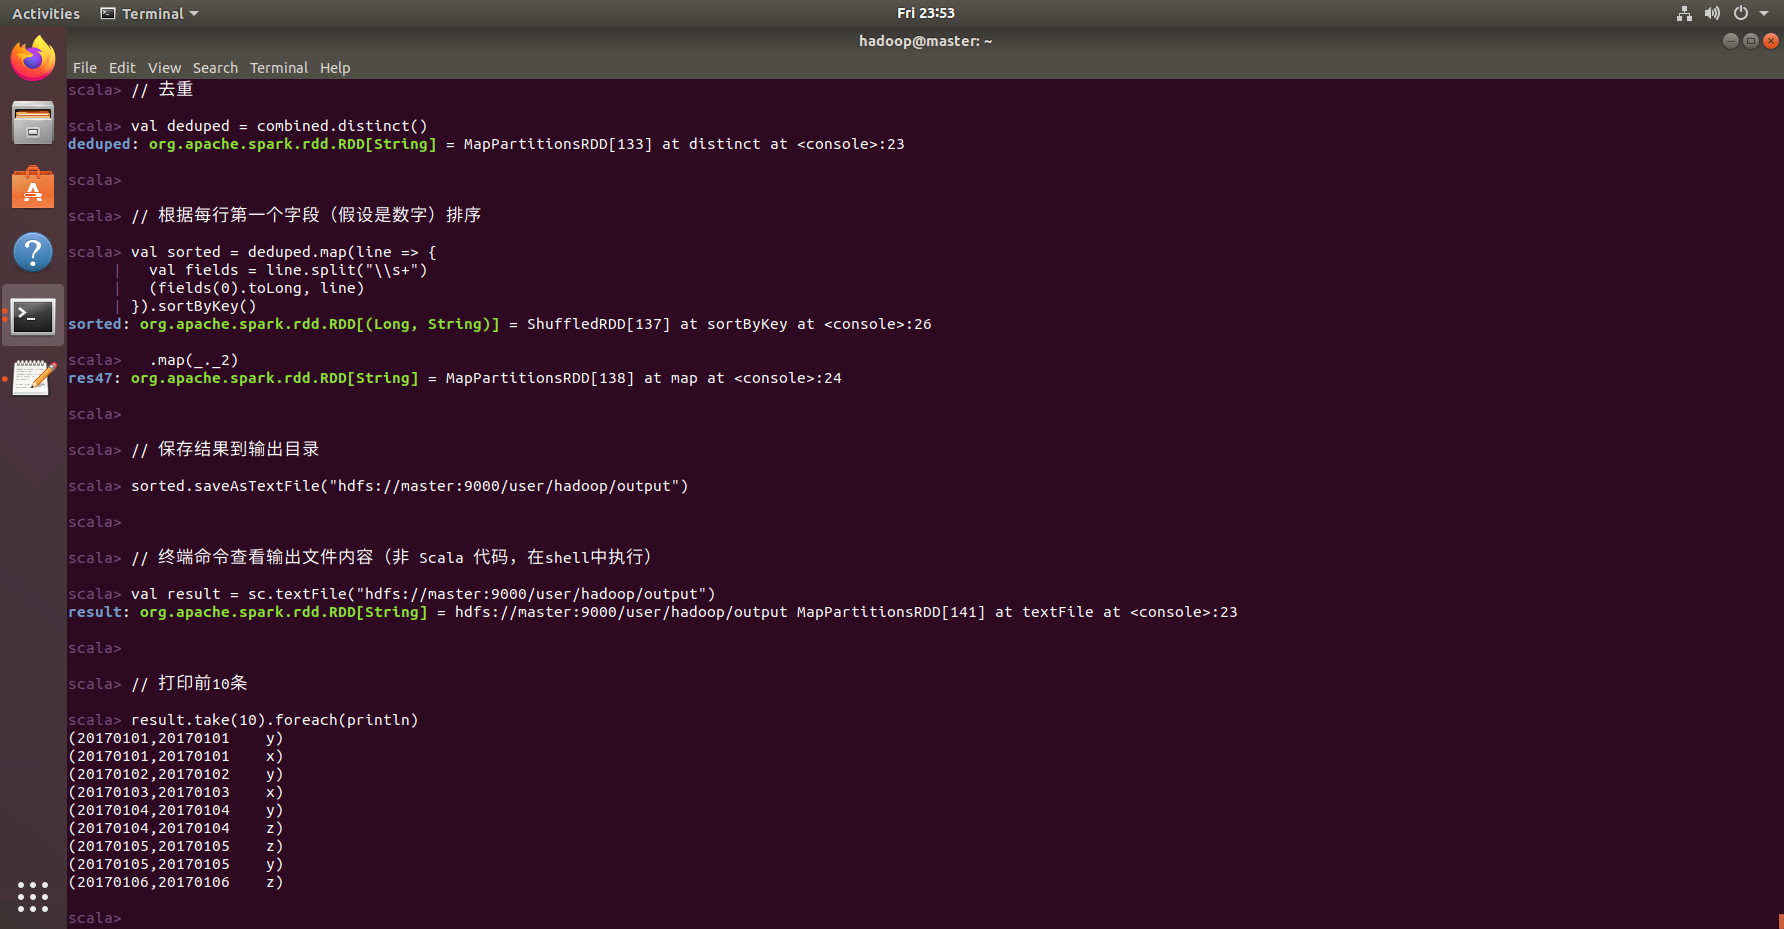 Activities Terminal Fri 23:53
hadoop@master: ~
File Edit View Search Terminal Help
scala> // 去重
scala> val deduped = combined.distinct()
deduped: org.apache.spark.rdd.RDD[String] = MapPartitionsRDD[133] at distinct at <console>:23
scala>
scala> // 根据每行第一个字段（假设是数字）排序
scala> val sorted = deduped.map(line => {
     |   val fields = line.split("\\s+")
     |   (fields(0).toLong, line)
     | }).sortByKey()
sorted: org.apache.spark.rdd.RDD[(Long, String)] = ShuffledRDD[137] at sortByKey at <console>:26
scala>   .map(_._2)
res47: org.apache.spark.rdd.RDD[String] = MapPartitionsRDD[138] at map at <console>:24
scala>
scala> // 保存结果到输出目录
scala> sorted.saveAsTextFile("hdfs://master:9000/user/hadoop/output")
scala>
scala> // 终端命令查看输出文件内容（非 Scala 代码，在shell中执行）
scala> val result = sc.textFile("hdfs://master:9000/user/hadoop/output")
result: org.apache.spark.rdd.RDD[String] = hdfs://master:9000/user/hadoop/output MapPartitionsRDD[141] at textFile at <console>:23
scala>
scala> // 打印前10条
scala> result.take(10).foreach(println)
(20170101,20170101    y)
(20170101,20170101    x)
(20170102,20170102    y)
(20170103,20170103    x)
(20170104,20170104    y)
(20170104,20170104    z)
(20170105,20170105    z)
(20170105,20170105    y)
(20170106,20170106    z)
scala>